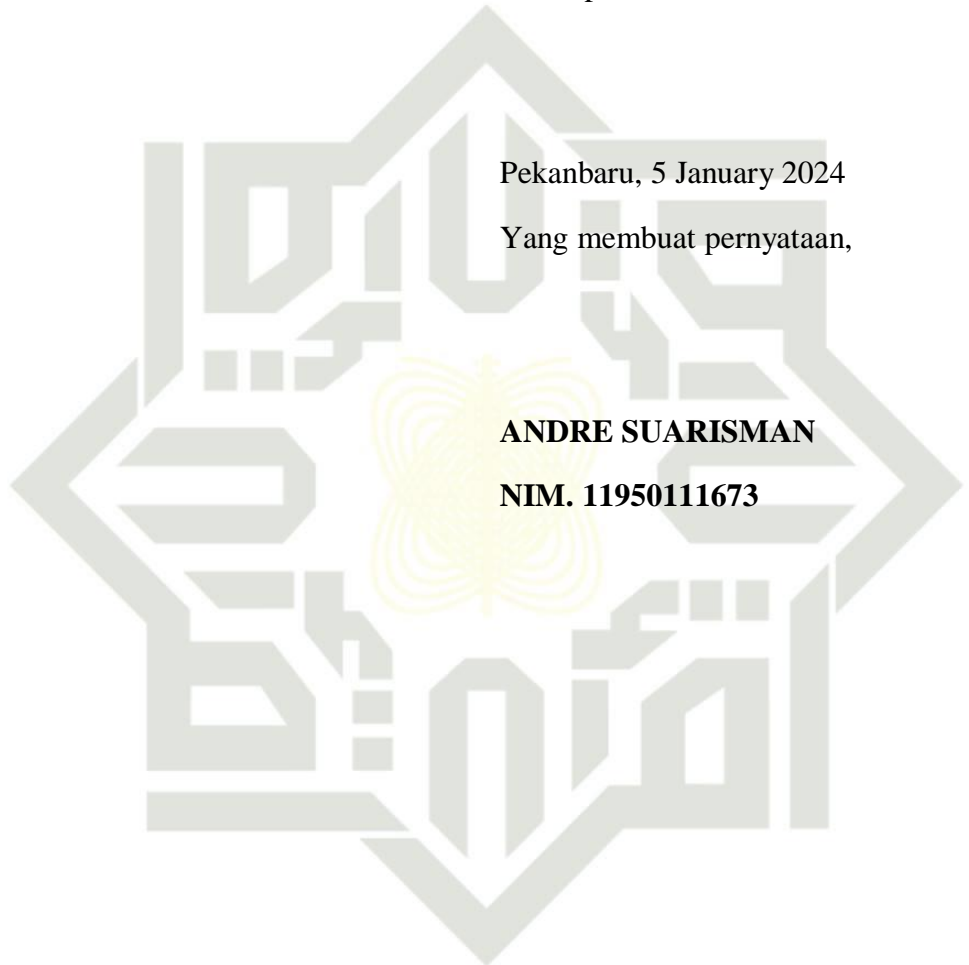 Pekanbaru, 5 January 2024
Yang membuat pernyataan,
ANDRE SUARISMAN
NIM. 11950111673